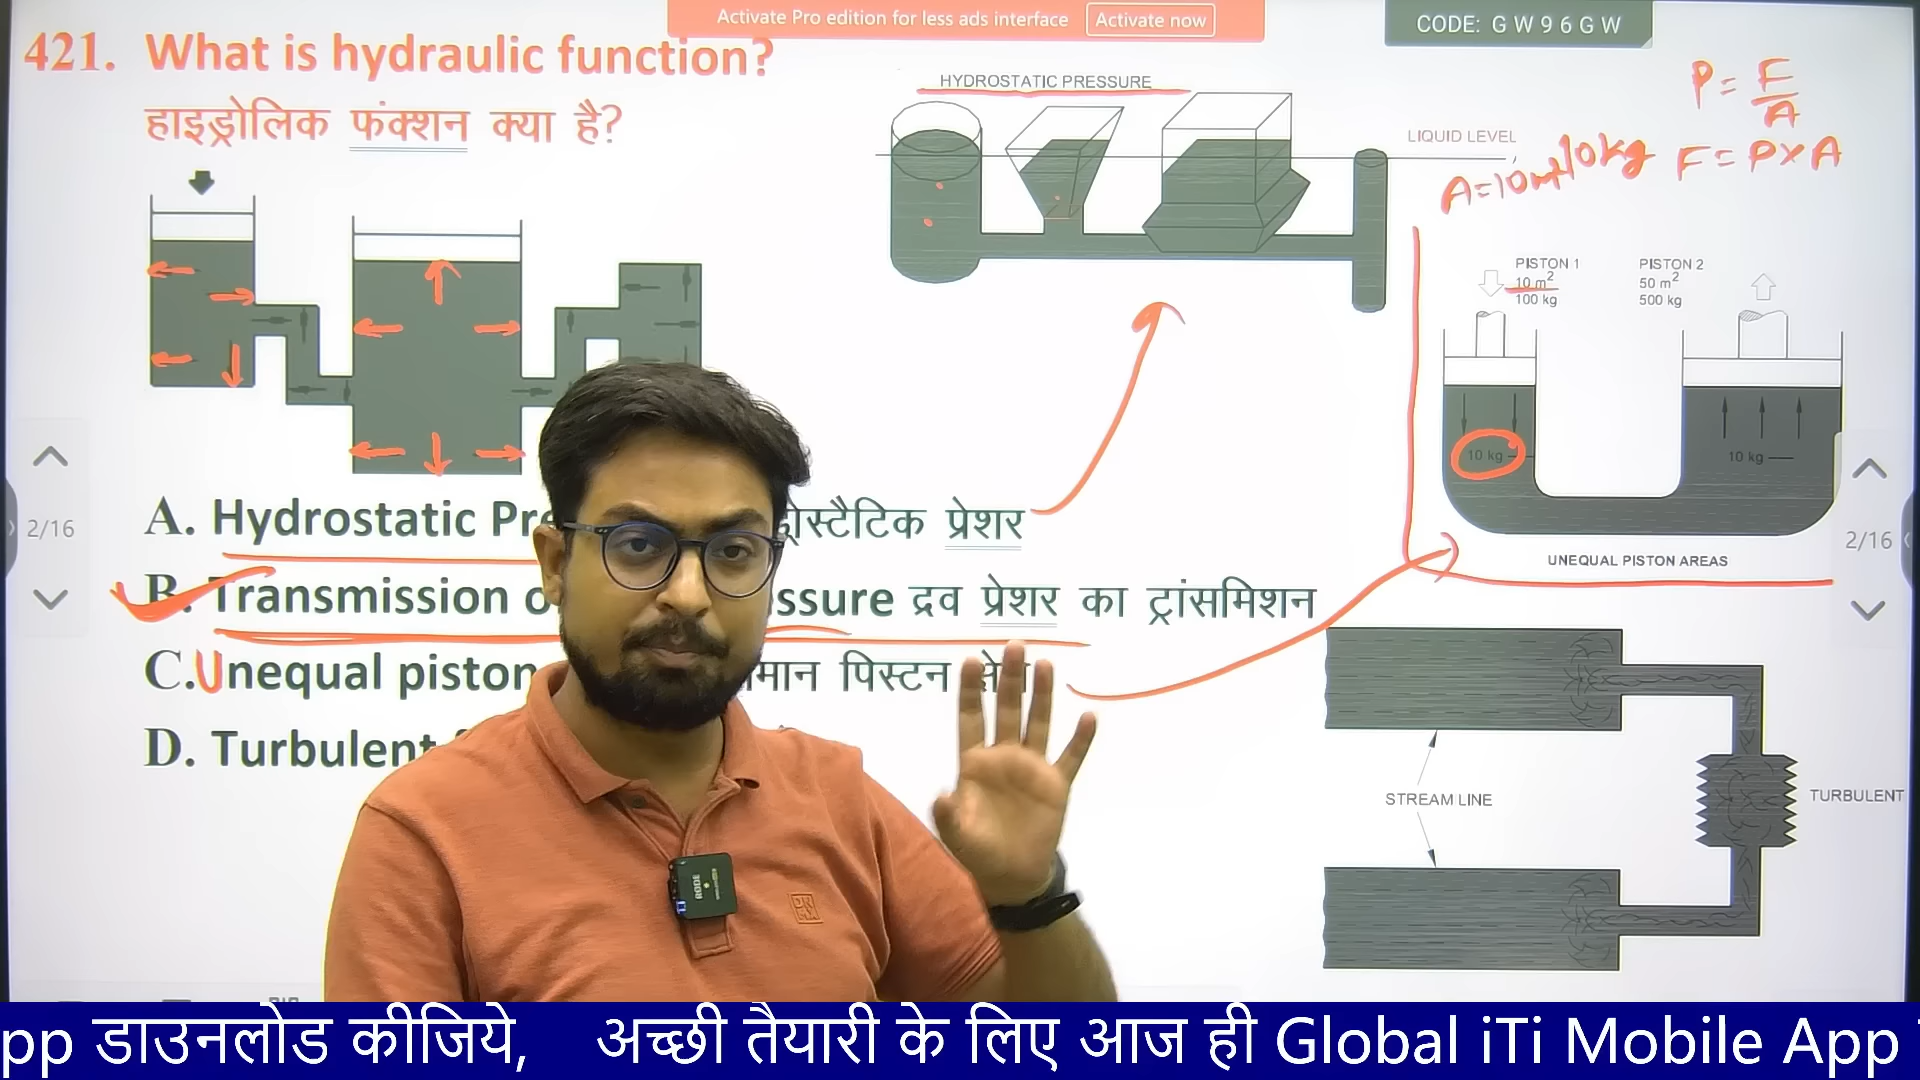 Activate Pro edition for less ads interface Activate now
CODE: G W 9 6 G W
421. What is hydraulic function?
हाइड्रोलिक फंक्शन क्या है?
HYDROSTATIC PRESSURE
LIQUID LEVEL
P = F/A
F = P×A
A=10m² 10kg
PISTON 1
10 m²
100 kg
PISTON 2
50 m²
500 kg
10 kg
10 kg
UNEQUAL PISTON AREAS
2/16
2/16
A. Hydrostatic प्रेशर
B. Transmission द्रव प्रेशर का ट्रांसमिशन
C. Unequal piston पिस्टन
D. Turbulent
STREAM LINE
TURBULENT
RODE
pp डाउनलोड कीजिये, अच्छी तैयारी के लिए आज ही Global iTi Mobile App